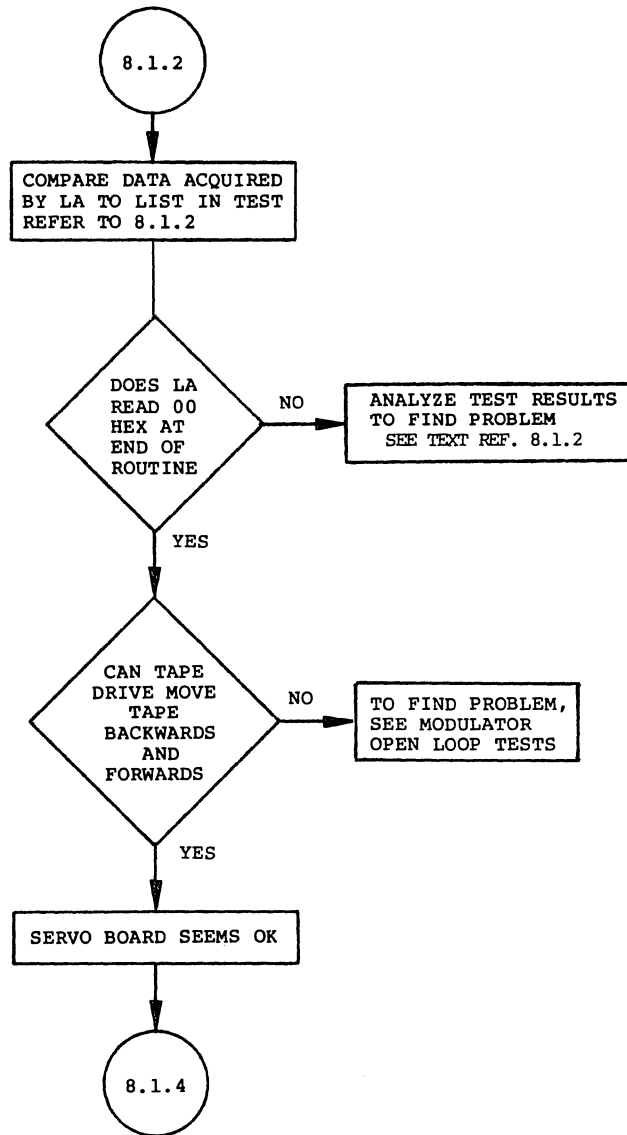 8.1.2
COMPARE DATA ACQUIRED
BY LA TO LIST IN TEST
REFER TO 8.1.2
DOES LA
READ 00
HEX AT
END OF
ROUTINE
NO
ANALYZE TEST RESULTS
TO FIND PROBLEM
SEE TEXT REF. 8.1.2
YES
CAN TAPE
DRIVE MOVE
TAPE
BACKWARDS
AND
FORWARDS
NO
TO FIND PROBLEM,
SEE MODULATOR
OPEN LOOP TESTS
YES
SERVO BOARD SEEMS OK
8.1.4